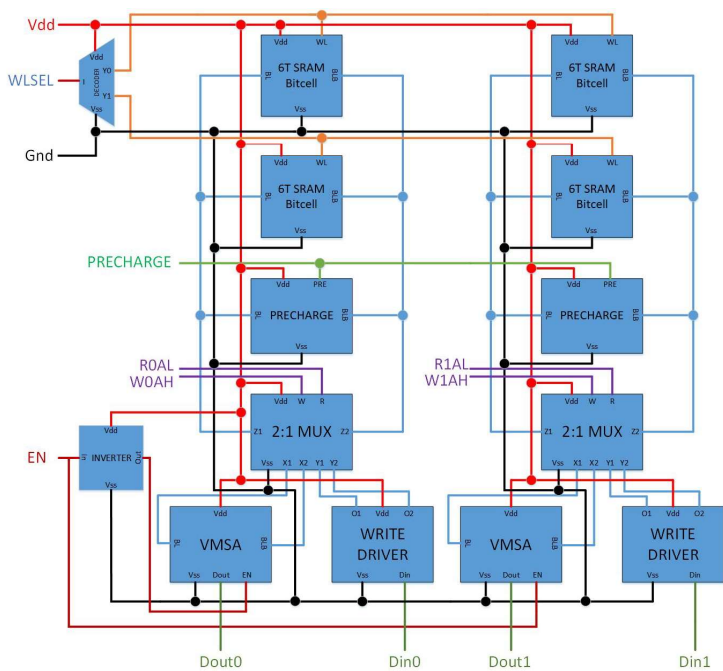 Vdd
WLSEL
Gnd
Vdd
I
DECODER
Y0
Y1
Vss
Vdd WL
BL 6T SRAM BLB
Bitcell
Vss
Vdd WL
BL 6T SRAM BLB
Bitcell
Vss
Vdd WL
BL 6T SRAM BLB
Bitcell
Vss
Vdd WL
BL 6T SRAM BLB
Bitcell
Vss
PRECHARGE
Vdd PRE
BL PRECHARGE BLB
Vss
Vdd PRE
BL PRECHARGE BLB
Vss
R0AL
W0AH
R1AL
W1AH
Vdd W R
Z1 2:1 MUX Z2
Vss X1 X2 Y1 Y2
Vdd W R
Z1 2:1 MUX Z2
Vss X1 X2 Y1 Y2
EN
Vdd
In INVERTER Out
Vss
Vdd
BL VMSA BLB
Vss Dout EN
O1 Vdd O2
WRITE
DRIVER
Vss Din
Vdd
BL VMSA BLB
Vss Dout EN
O1 Vdd O2
WRITE
DRIVER
Vss Din
Dout0 Din0 Dout1 Din1